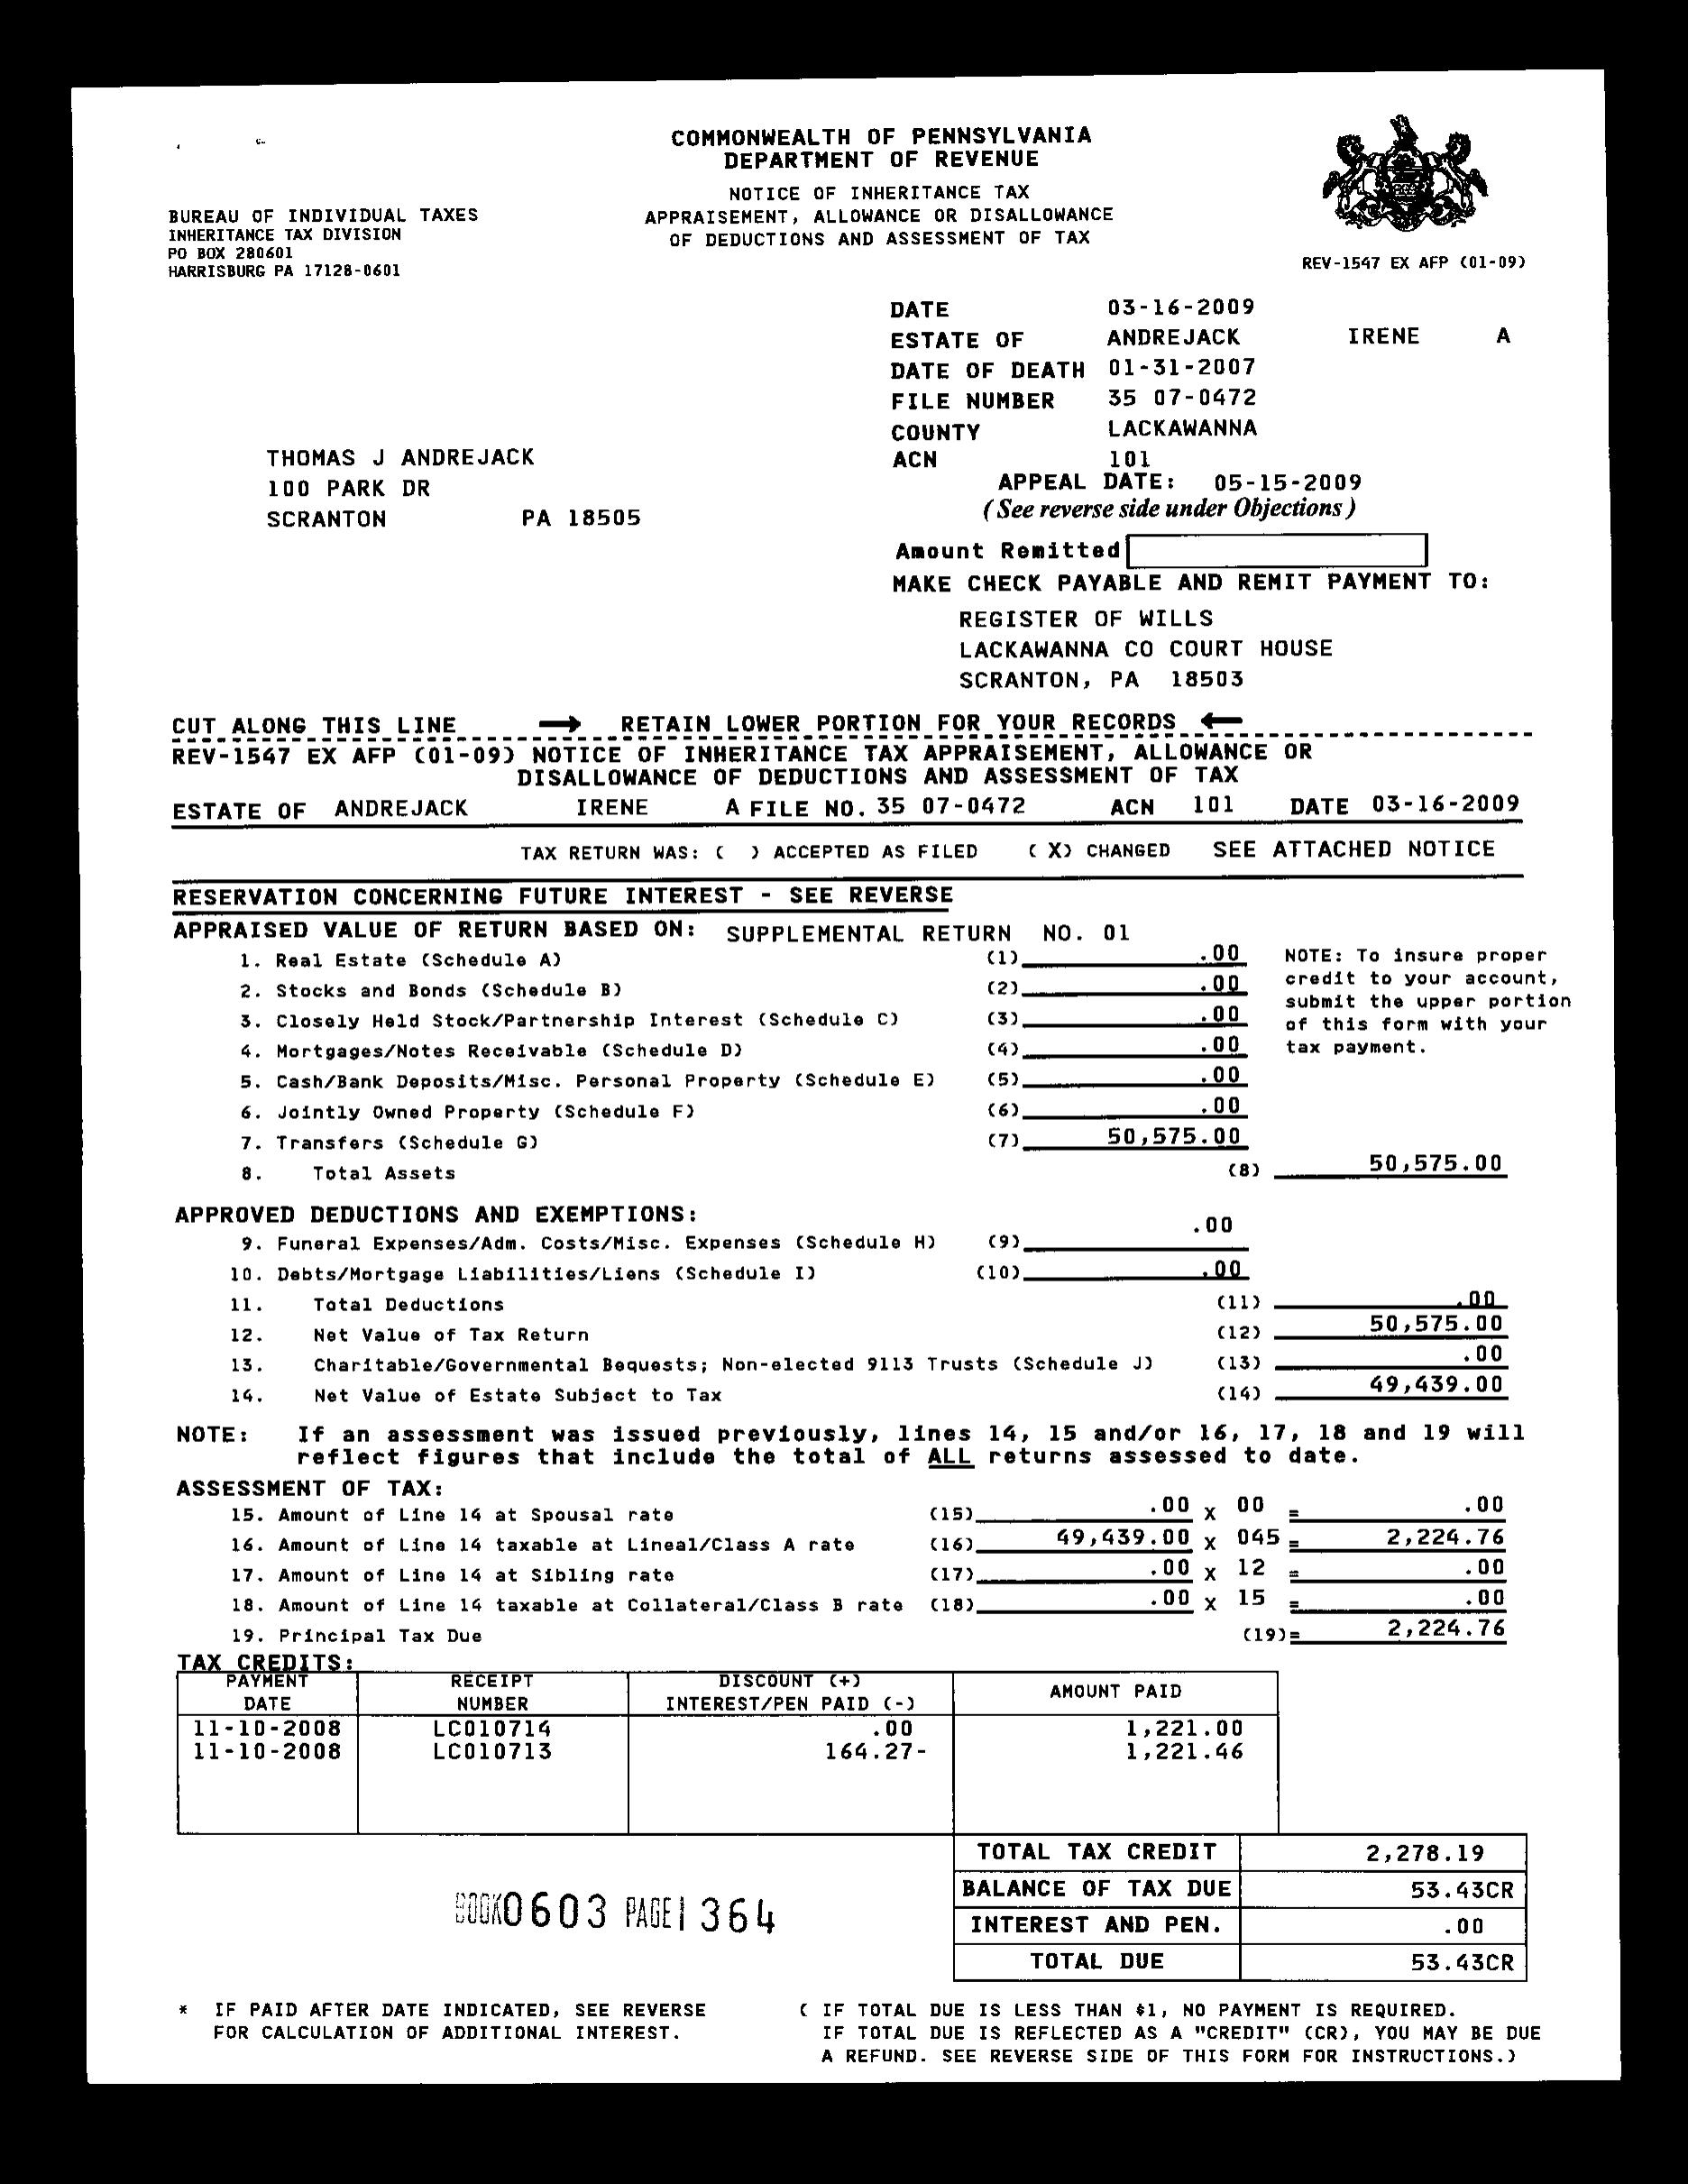 COMMONWEALTH OF PENNSYLVANIA
DEPARTMENT OF REVENUE
NOTICE OF INHERITANCE TAX
APPRAISEMENT, ALLOWANCE OR DISALLOWANCE
OF DEDUCTIONS AND ASSESSMENT OF TAX
BUREAU OF INDIVIDUAL TAXES
INHERITANCE TAX DIVISION
PO BOX 280601
HARRISBURG PA 17128-0601
REV-1547 EX AFP (01-09)
DATE 03-16-2009
ESTATE OF ANDREJACK IRENE A
DATE OF DEATH 01-31-2007
FILE NUMBER 35 07-0472
COUNTY LACKAWANNA
ACN 101
THOMAS J ANDREJACK
100 PARK DR
SCRANTON PA 18505
APPEAL DATE: 05-15-2009
(See reverse side under Objections)
Amount Remitted
MAKE CHECK PAYABLE AND REMIT PAYMENT TO:
REGISTER OF WILLS
LACKAWANNA CO COURT HOUSE
SCRANTON, PA 18503
CUT ALONG THIS LINE → RETAIN LOWER PORTION FOR YOUR RECORDS ←
REV-1547 EX AFP (01-09) NOTICE OF INHERITANCE TAX APPRAISEMENT, ALLOWANCE OR
DISALLOWANCE OF DEDUCTIONS AND ASSESSMENT OF TAX
ESTATE OF ANDREJACK IRENE A FILE NO. 35 07-0472 ACN 101 DATE 03-16-2009
TAX RETURN WAS: ( ) ACCEPTED AS FILED ( X) CHANGED SEE ATTACHED NOTICE
RESERVATION CONCERNING FUTURE INTEREST - SEE REVERSE
APPRAISED VALUE OF RETURN BASED ON: SUPPLEMENTAL RETURN NO. 01
1. Real Estate (Schedule A) (1) .00
2. Stocks and Bonds (Schedule B) (2) .00
3. Closely Held Stock/Partnership Interest (Schedule C) (3) .00
4. Mortgages/Notes Receivable (Schedule D) (4) .00
5. Cash/Bank Deposits/Misc. Personal Property (Schedule E) (5) .00
6. Jointly Owned Property (Schedule F) (6) .00
7. Transfers (Schedule G) (7) 50,575.00
8. Total Assets (8) 50,575.00
NOTE: To insure proper
credit to your account,
submit the upper portion
of this form with your
tax payment.
APPROVED DEDUCTIONS AND EXEMPTIONS:
9. Funeral Expenses/Adm. Costs/Misc. Expenses (Schedule H) (9) .00
10. Debts/Mortgage Liabilities/Liens (Schedule I) (10) .00
11. Total Deductions (11) .00
12. Net Value of Tax Return (12) 50,575.00
13. Charitable/Governmental Bequests; Non-elected 9113 Trusts (Schedule J) (13) .00
14. Net Value of Estate Subject to Tax (14) 49,439.00
NOTE: If an assessment was issued previously, lines 14, 15 and/or 16, 17, 18 and 19 will
reflect figures that include the total of ALL returns assessed to date.
ASSESSMENT OF TAX:
15. Amount of Line 14 at Spousal rate (15) .00 X 00 = .00
16. Amount of Line 14 taxable at Lineal/Class A rate (16) 49,439.00 X 045 = 2,224.76
17. Amount of Line 14 at Sibling rate (17) .00 X 12 = .00
18. Amount of Line 14 taxable at Collateral/Class B rate (18) .00 X 15 = .00
19. Principal Tax Due (19)= 2,224.76
TAX CREDITS:
PAYMENT DATE RECEIPT NUMBER DISCOUNT (+) INTEREST/PEN PAID (-) AMOUNT PAID
11-10-2008 LC010714 .00 1,221.00
11-10-2008 LC010713 164.27- 1,221.46
TOTAL TAX CREDIT 2,278.19
BALANCE OF TAX DUE 53.43CR
INTEREST AND PEN. .00
TOTAL DUE 53.43CR
BOOK 0603 PAGE 1364
* IF PAID AFTER DATE INDICATED, SEE REVERSE
FOR CALCULATION OF ADDITIONAL INTEREST.
( IF TOTAL DUE IS LESS THAN $1, NO PAYMENT IS REQUIRED.
IF TOTAL DUE IS REFLECTED AS A "CREDIT" (CR), YOU MAY BE DUE
A REFUND. SEE REVERSE SIDE OF THIS FORM FOR INSTRUCTIONS.)